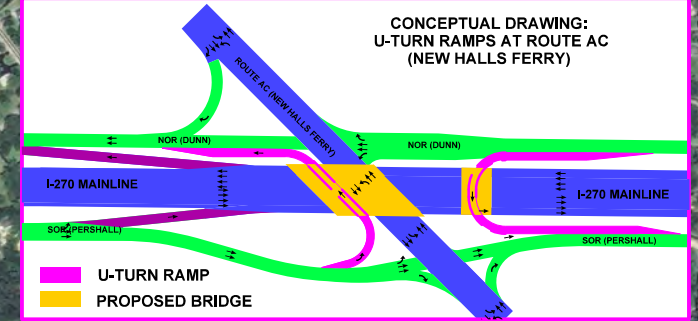 CONCEPTUAL DRAWING:
U-TURN RAMPS AT ROUTE AC
(NEW HALLS FERRY)
ROUTE AC (NEW HALLS FERRY)
NOR (DUNN)
NOR (DUNN)
I-270 MAINLINE
I-270 MAINLINE
SOR (PERSHALL)
SOR (PERSHALL)
U-TURN RAMP
PROPOSED BRIDGE